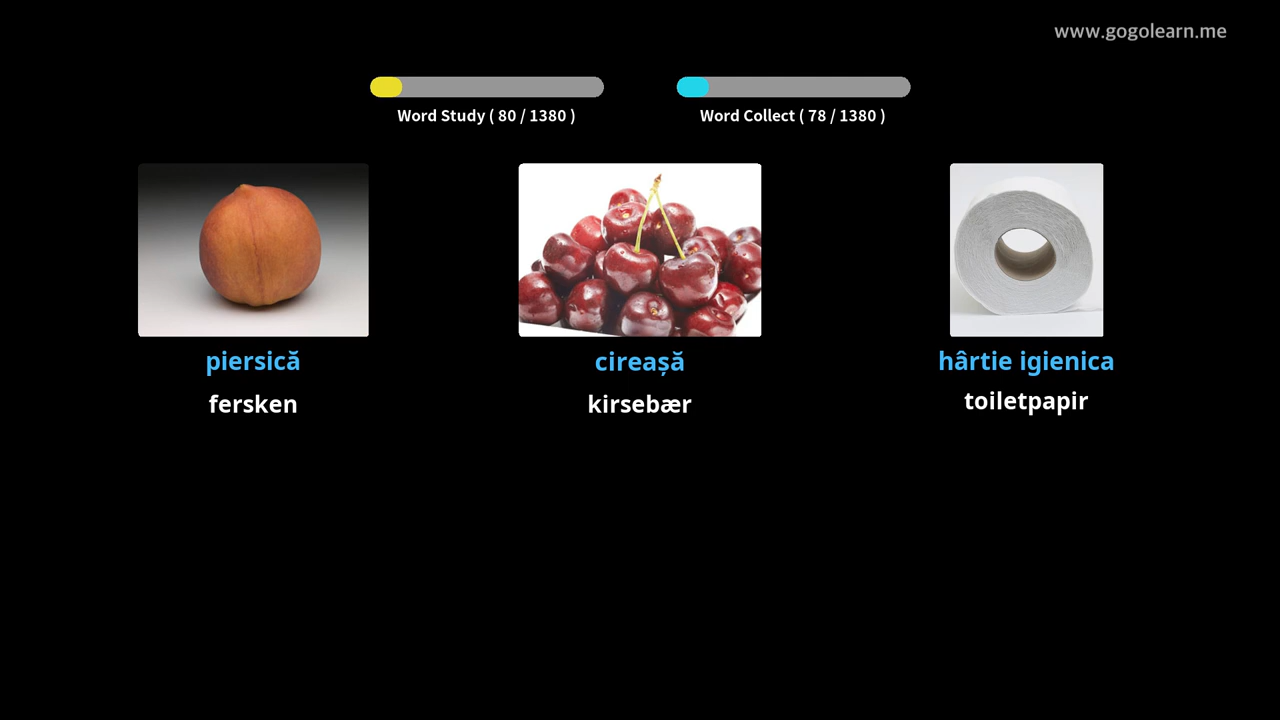 www.gogolearn.me
Word Study ( 80 / 1380 )
Word Collect ( 78 / 1380 )
piersică
cireașă
hârtie igienica
fersken
kirsebær
toiletpapir